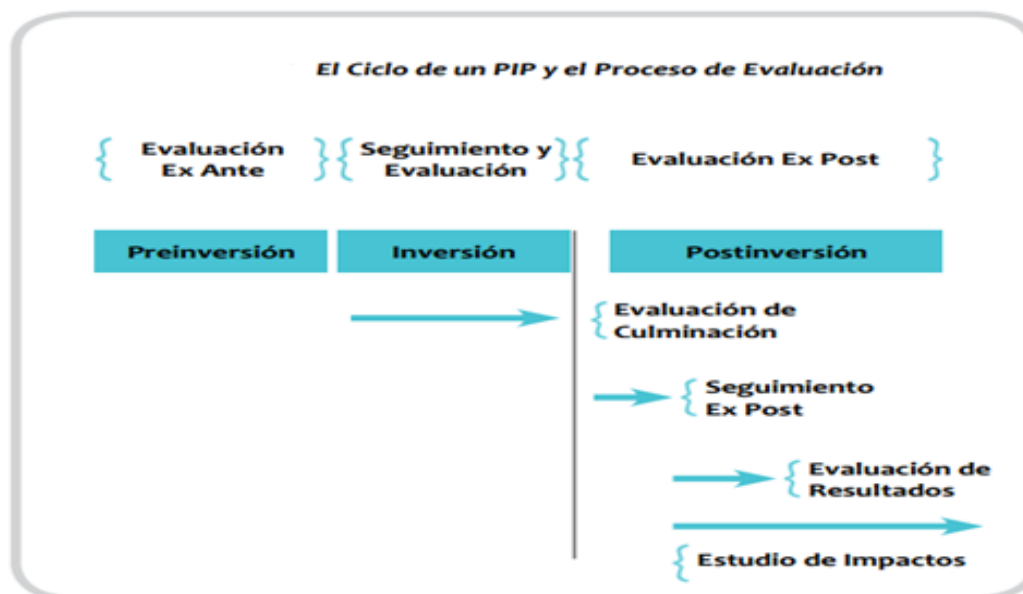 El Ciclo de un PIP y el Proceso de Evaluación
Evaluación
Ex Ante
Seguimiento y
Evaluación
Evaluación Ex Post
Preinversión
Inversión
Postinversión
Evaluación de
Culminación
Seguimiento
Ex Post
Evaluación de
Resultados
Estudio de Impactos